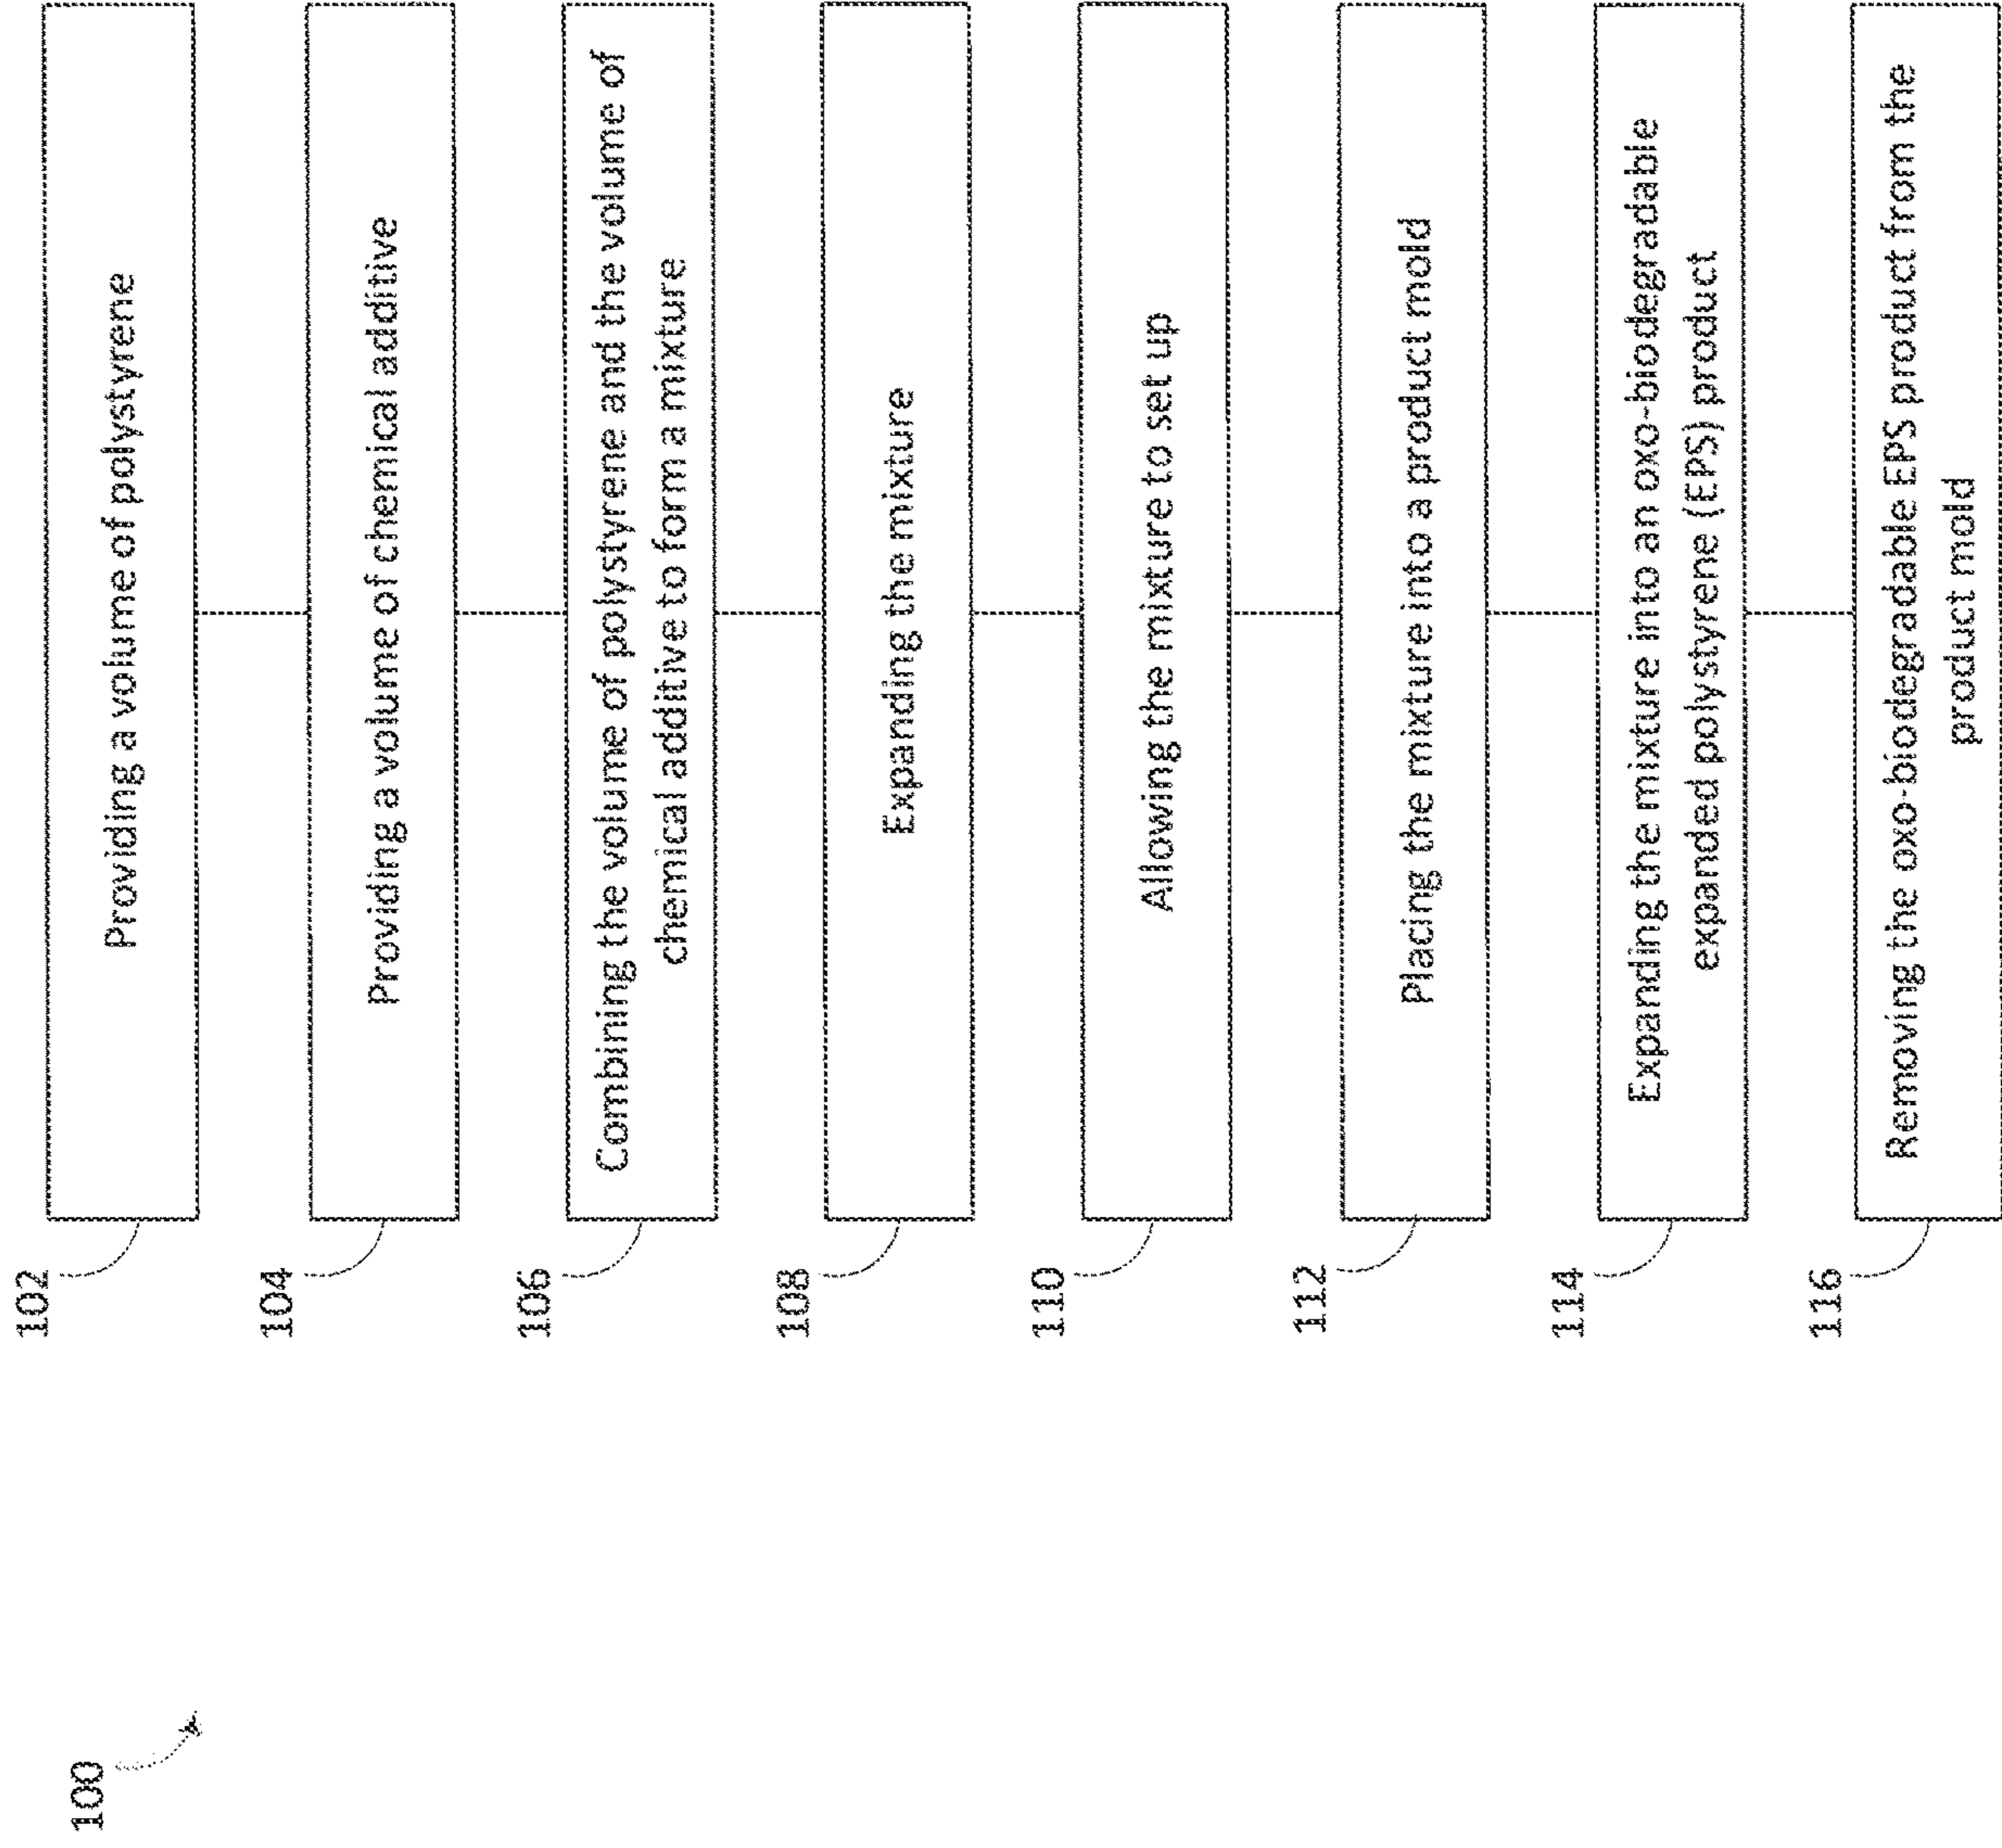 100
102
Providing a volume of polystyrene
104
Providing a volume of chemical additive
106
Combining the volume of polystyrene and the volume of
chemical additive to form a mixture
108
Expanding the mixture
110
Allowing the mixture to set up
112
Placing the mixture into a product mold
114
Expanding the mixture into an oxo-biodegradable
expanded polystyrene (EPS) product
116
Removing the oxo-biodegradable EPS product from the
product mold